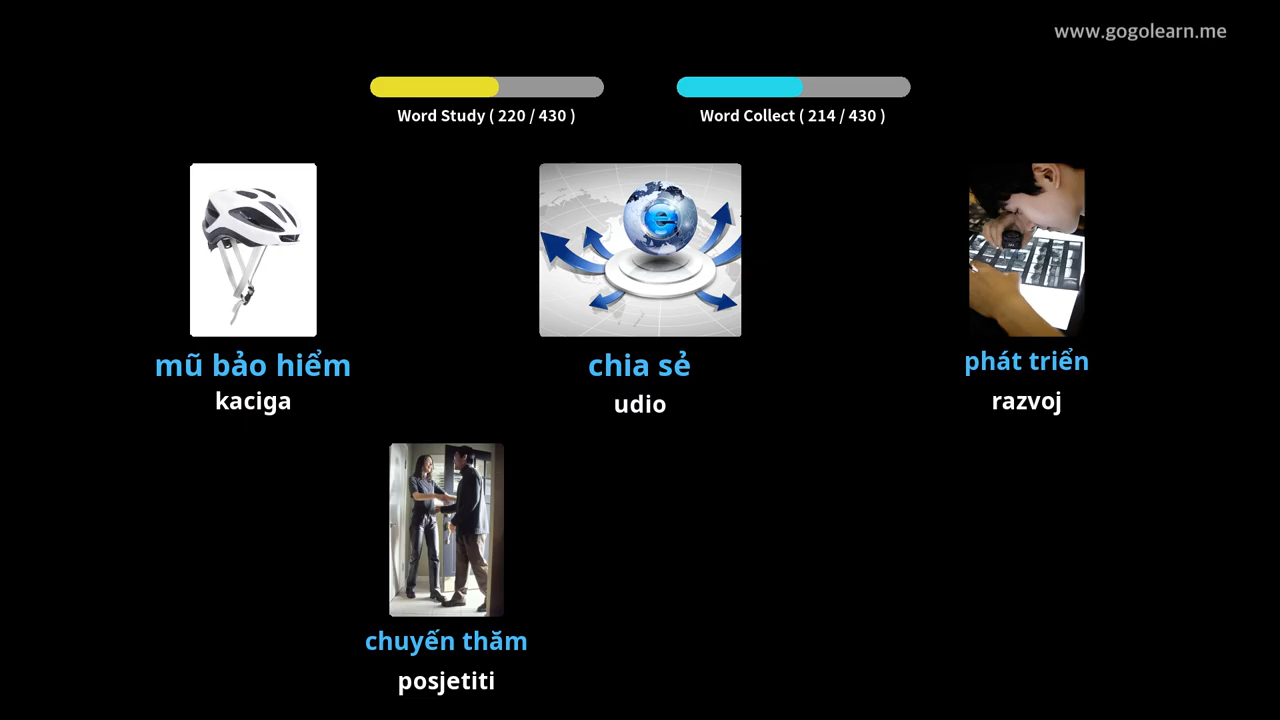 www.gogolearn.me
Word Study ( 220 / 430 )
Word Collect ( 214 / 430 )
e
mũ bảo hiểm
kaciga
chia sẻ
udio
phát triển
razvoj
chuyến thăm
posjetiti